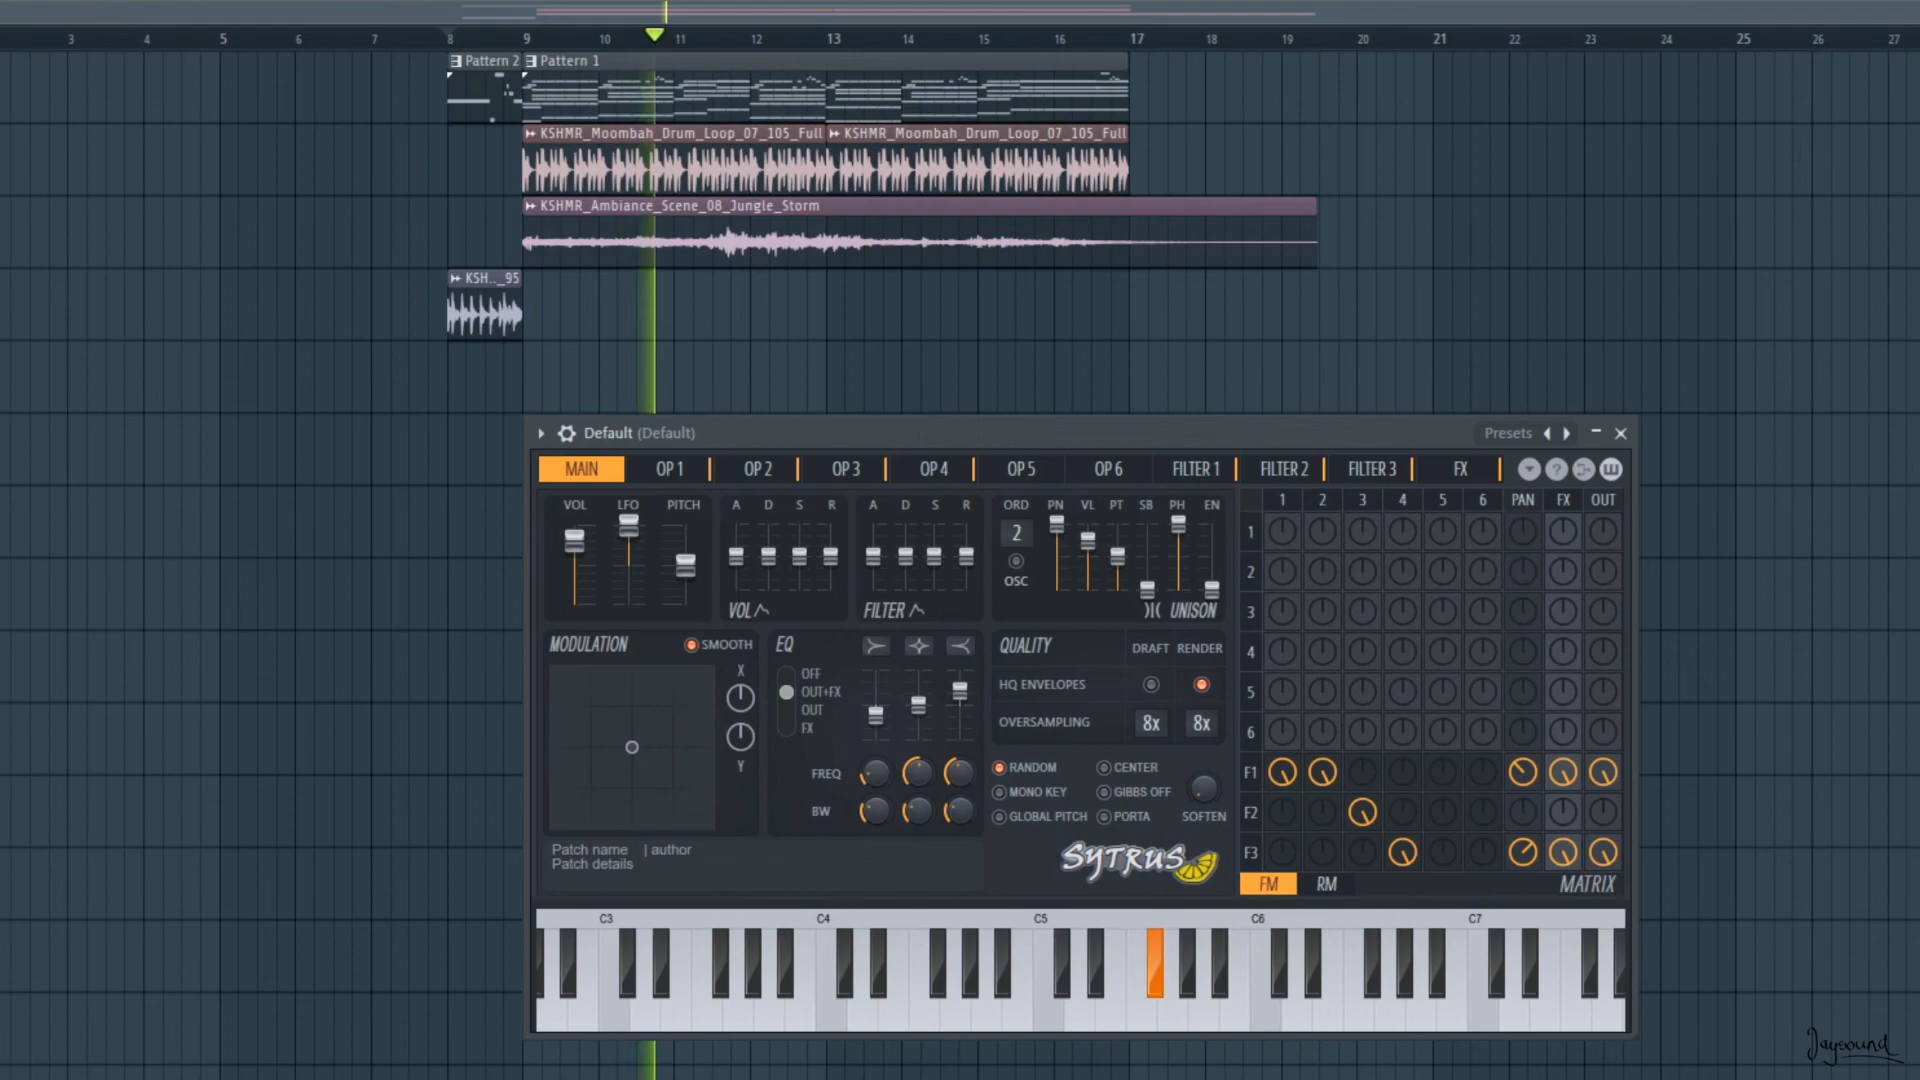 3 4 5 6 7 8 9 10 11 12 13 14 15 16 17 18 19 20 21 22 23 24 25 26 27
Pattern 2 Pattern 1
KSHMR_Moombah_Drum_Loop_07_105_Full KSHMR_Moombah_Drum_Loop_07_105_Full
KSHMR_Ambiance_Scene_08_Jungle_Storm
KSH.._95
Default (Default) Presets
MAIN OP 1 OP 2 OP 3 OP 4 OP 5 OP 6 FILTER 1 FILTER 2 FILTER 3 FX ?
VOL LFO PITCH A D S R A D S R ORD PN VL PT SB PH EN 1 2 3 4 5 6 PAN FX OUT
2
OSC
VOL FILTER UNISON
MODULATION SMOOTH EQ QUALITY DRAFT RENDER
X
OFF
OUT+FX
OUT
FX
Y
HQ ENVELOPES
OVERSAMPLING 8x 8x
FREQ
BW
RANDOM CENTER
MONO KEY GIBBS OFF
GLOBAL PITCH PORTA SOFTEN
1
2
3
4
5
6
F1
F2
F3
Patch name | author
Patch details
SYTRUS
FM RM MATRIX
C3 C4 C5 C6 C7
Jaysound